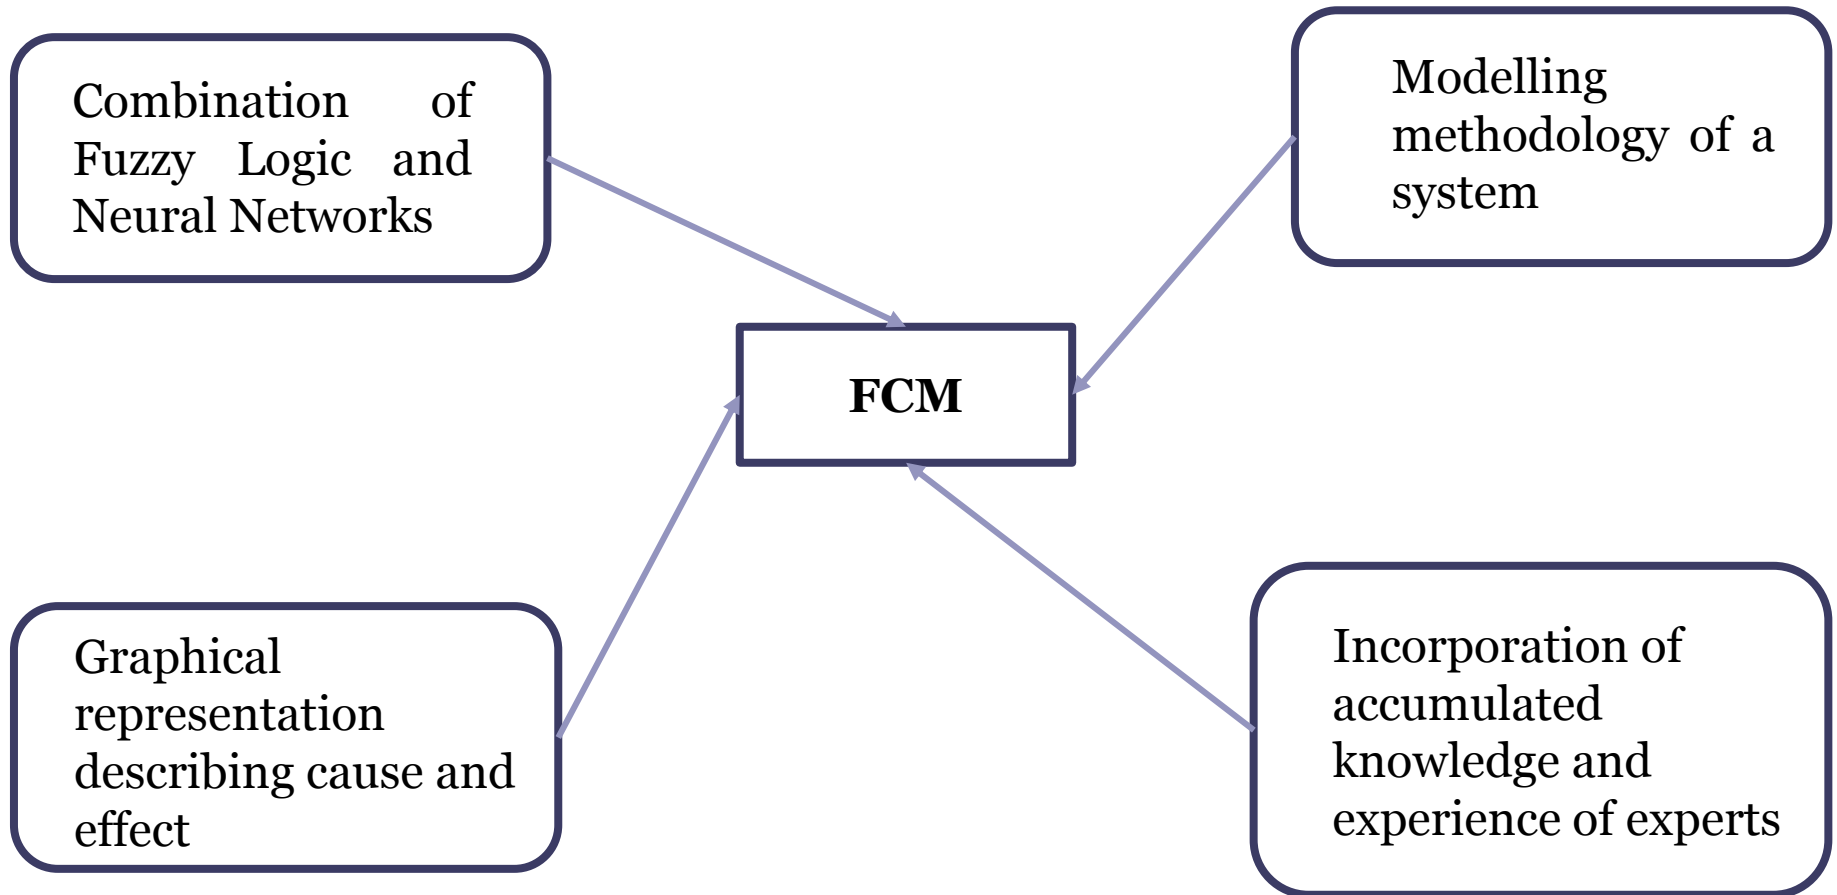 Combination of
Fuzzy Logic and
Neural Networks
Modelling
methodology of a
system
FCM
Graphical
representation
describing cause and
effect
Incorporation of
accumulated
knowledge and
experience of experts